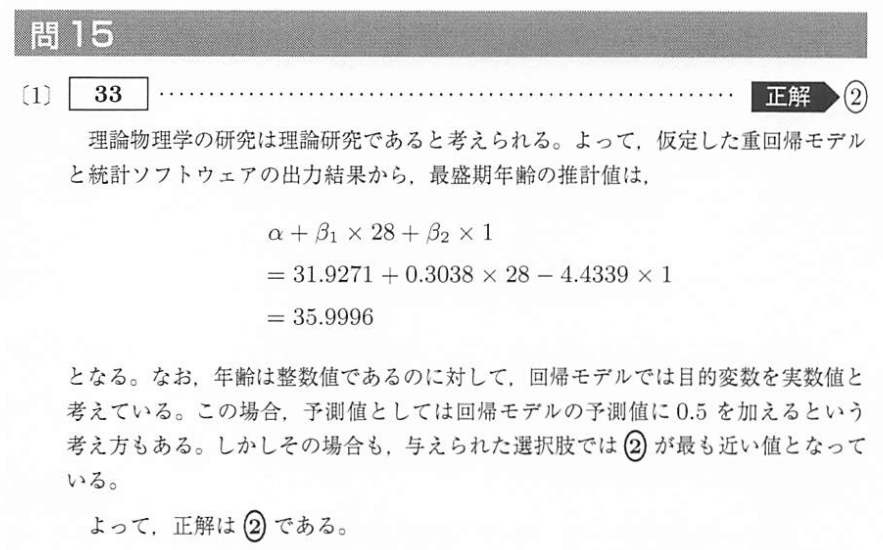 問 15
〔1〕 33 ………………………………………………… 正解 ②
理論物理学の研究は理論研究であると考えられる。よって，仮定した重回帰モデル
と統計ソフトウェアの出力結果から，最盛期年齢の推計値は，
α + β₁ × 28 + β₂ × 1
= 31.9271 + 0.3038 × 28 − 4.4339 × 1
= 35.9996
となる。なお，年齢は整数値であるのに対して，回帰モデルでは目的変数を実数値と
考えている。この場合，予測値としては回帰モデルの予測値に 0.5 を加えるという
考え方もある。しかしその場合も，与えられた選択肢では ② が最も近い値となって
いる。
よって，正解は ② である。